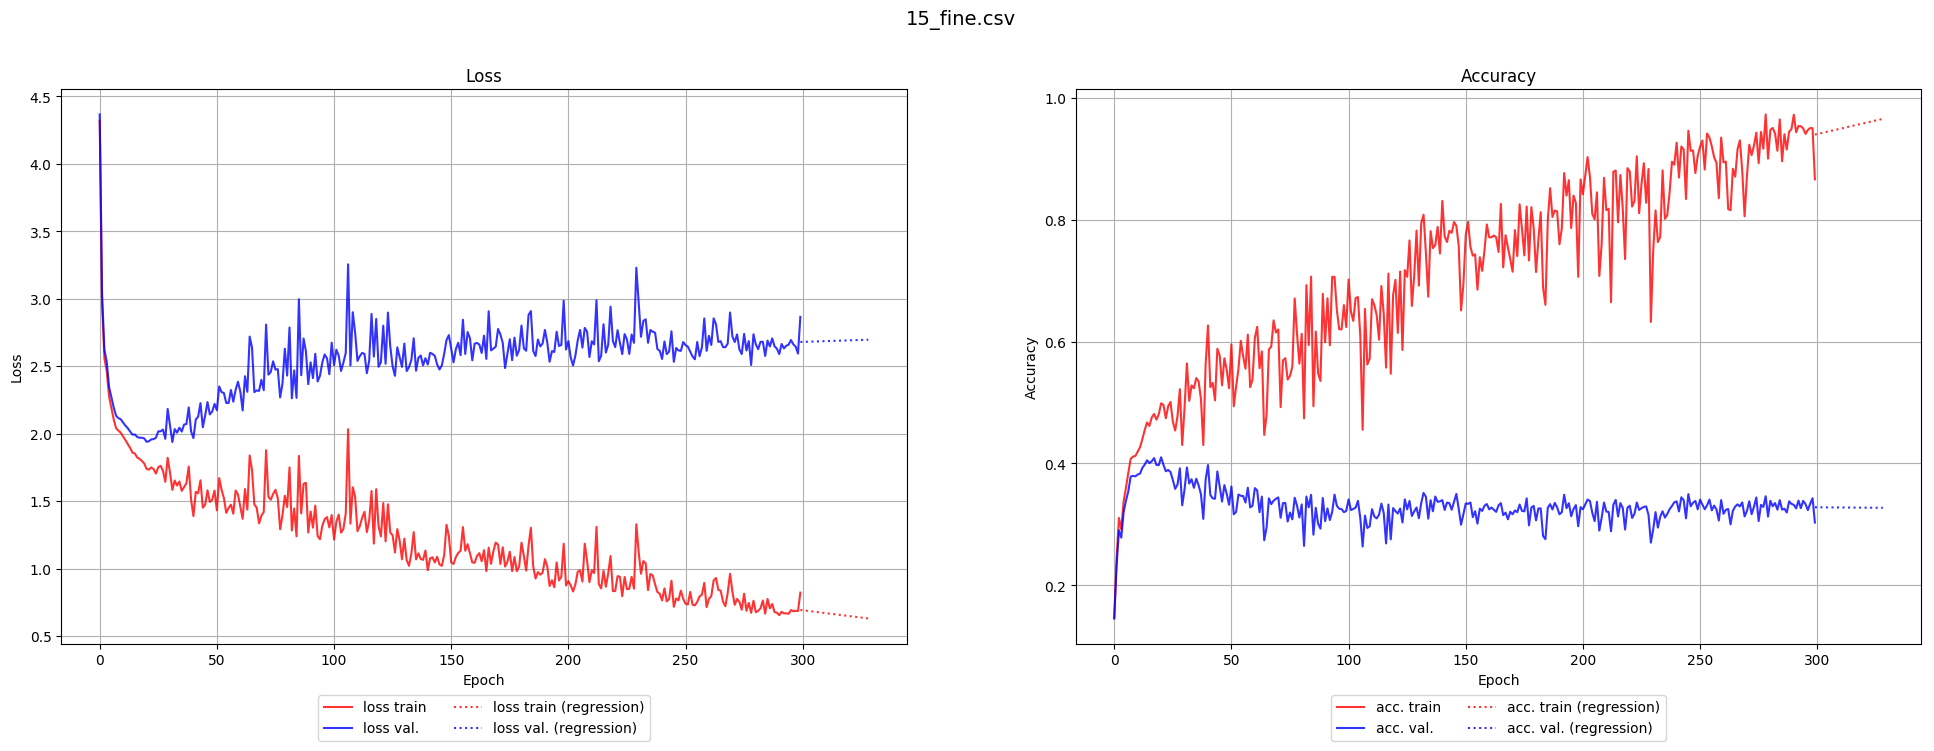 15_fine.csv
Loss
4.5
4.0
3.5
3.0
2.5
2.0
1.5
1.0
0.5
Loss
0 50 100 150 200 250 300
Epoch
loss train loss train (regression)
loss val. loss val. (regression)
Accuracy
1.0
0.8
0.6
0.4
0.2
Accuracy
0 50 100 150 200 250 300
Epoch
acc. train acc. train (regression)
acc. val. acc. val. (regression)